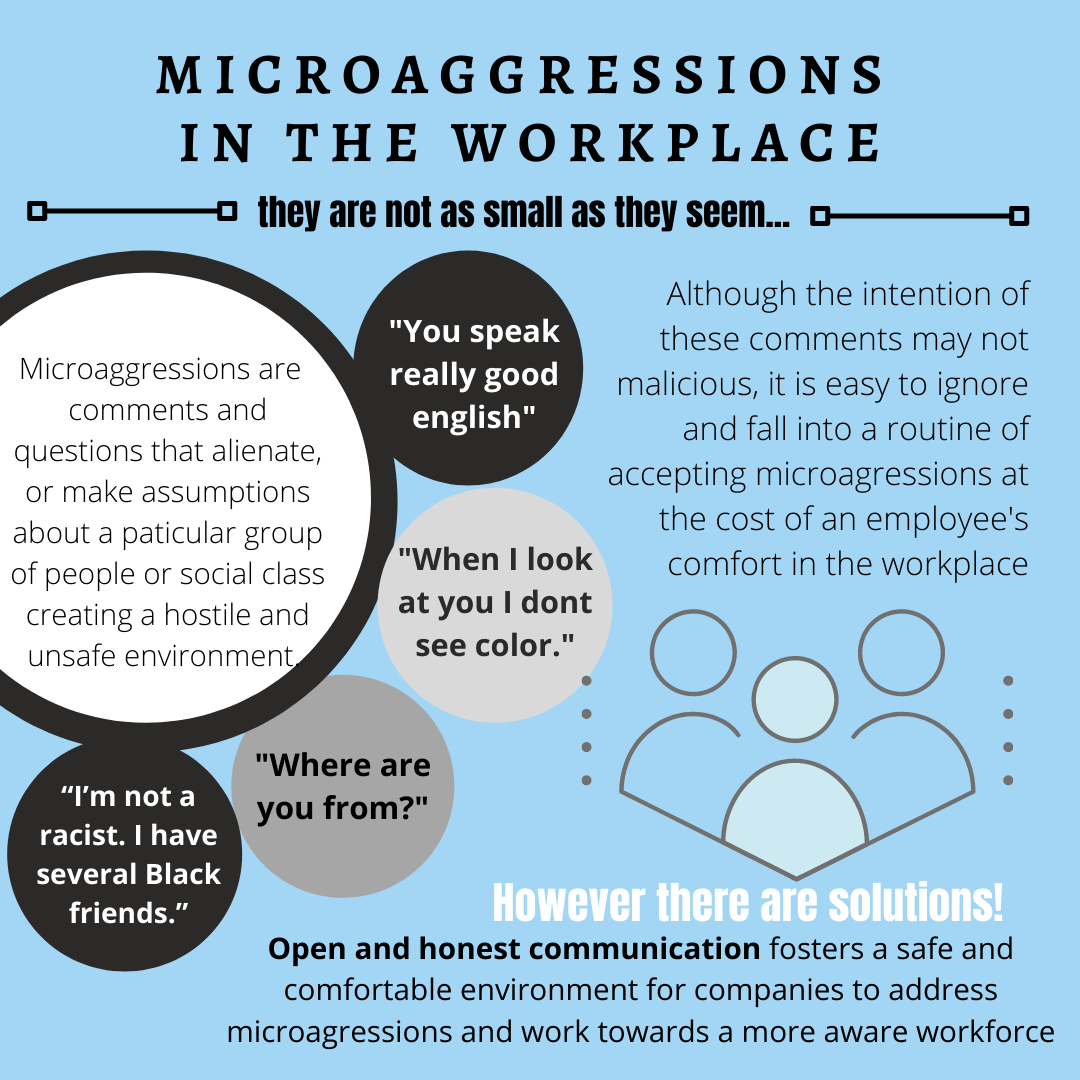 MICROAGGRESSIONS
IN THE WORKPLACE
they are not as small as they seem...
Microaggressions are
comments and
questions that alienate,
or make assumptions
about a paticular group
of people or social class
creating a hostile and
unsafe environment.
"You speak
really good
english"
"When I look
at you I dont
see color."
"Where are
you from?"
“I’m not a
racist. I have
several Black
friends.”
Although the intention of
these comments may not
malicious, it is easy to ignore
and fall into a routine of
accepting microagressions at
the cost of an employee's
comfort in the workplace
However there are solutions!
Open and honest communication fosters a safe and
comfortable environment for companies to address
microagressions and work towards a more aware workforce